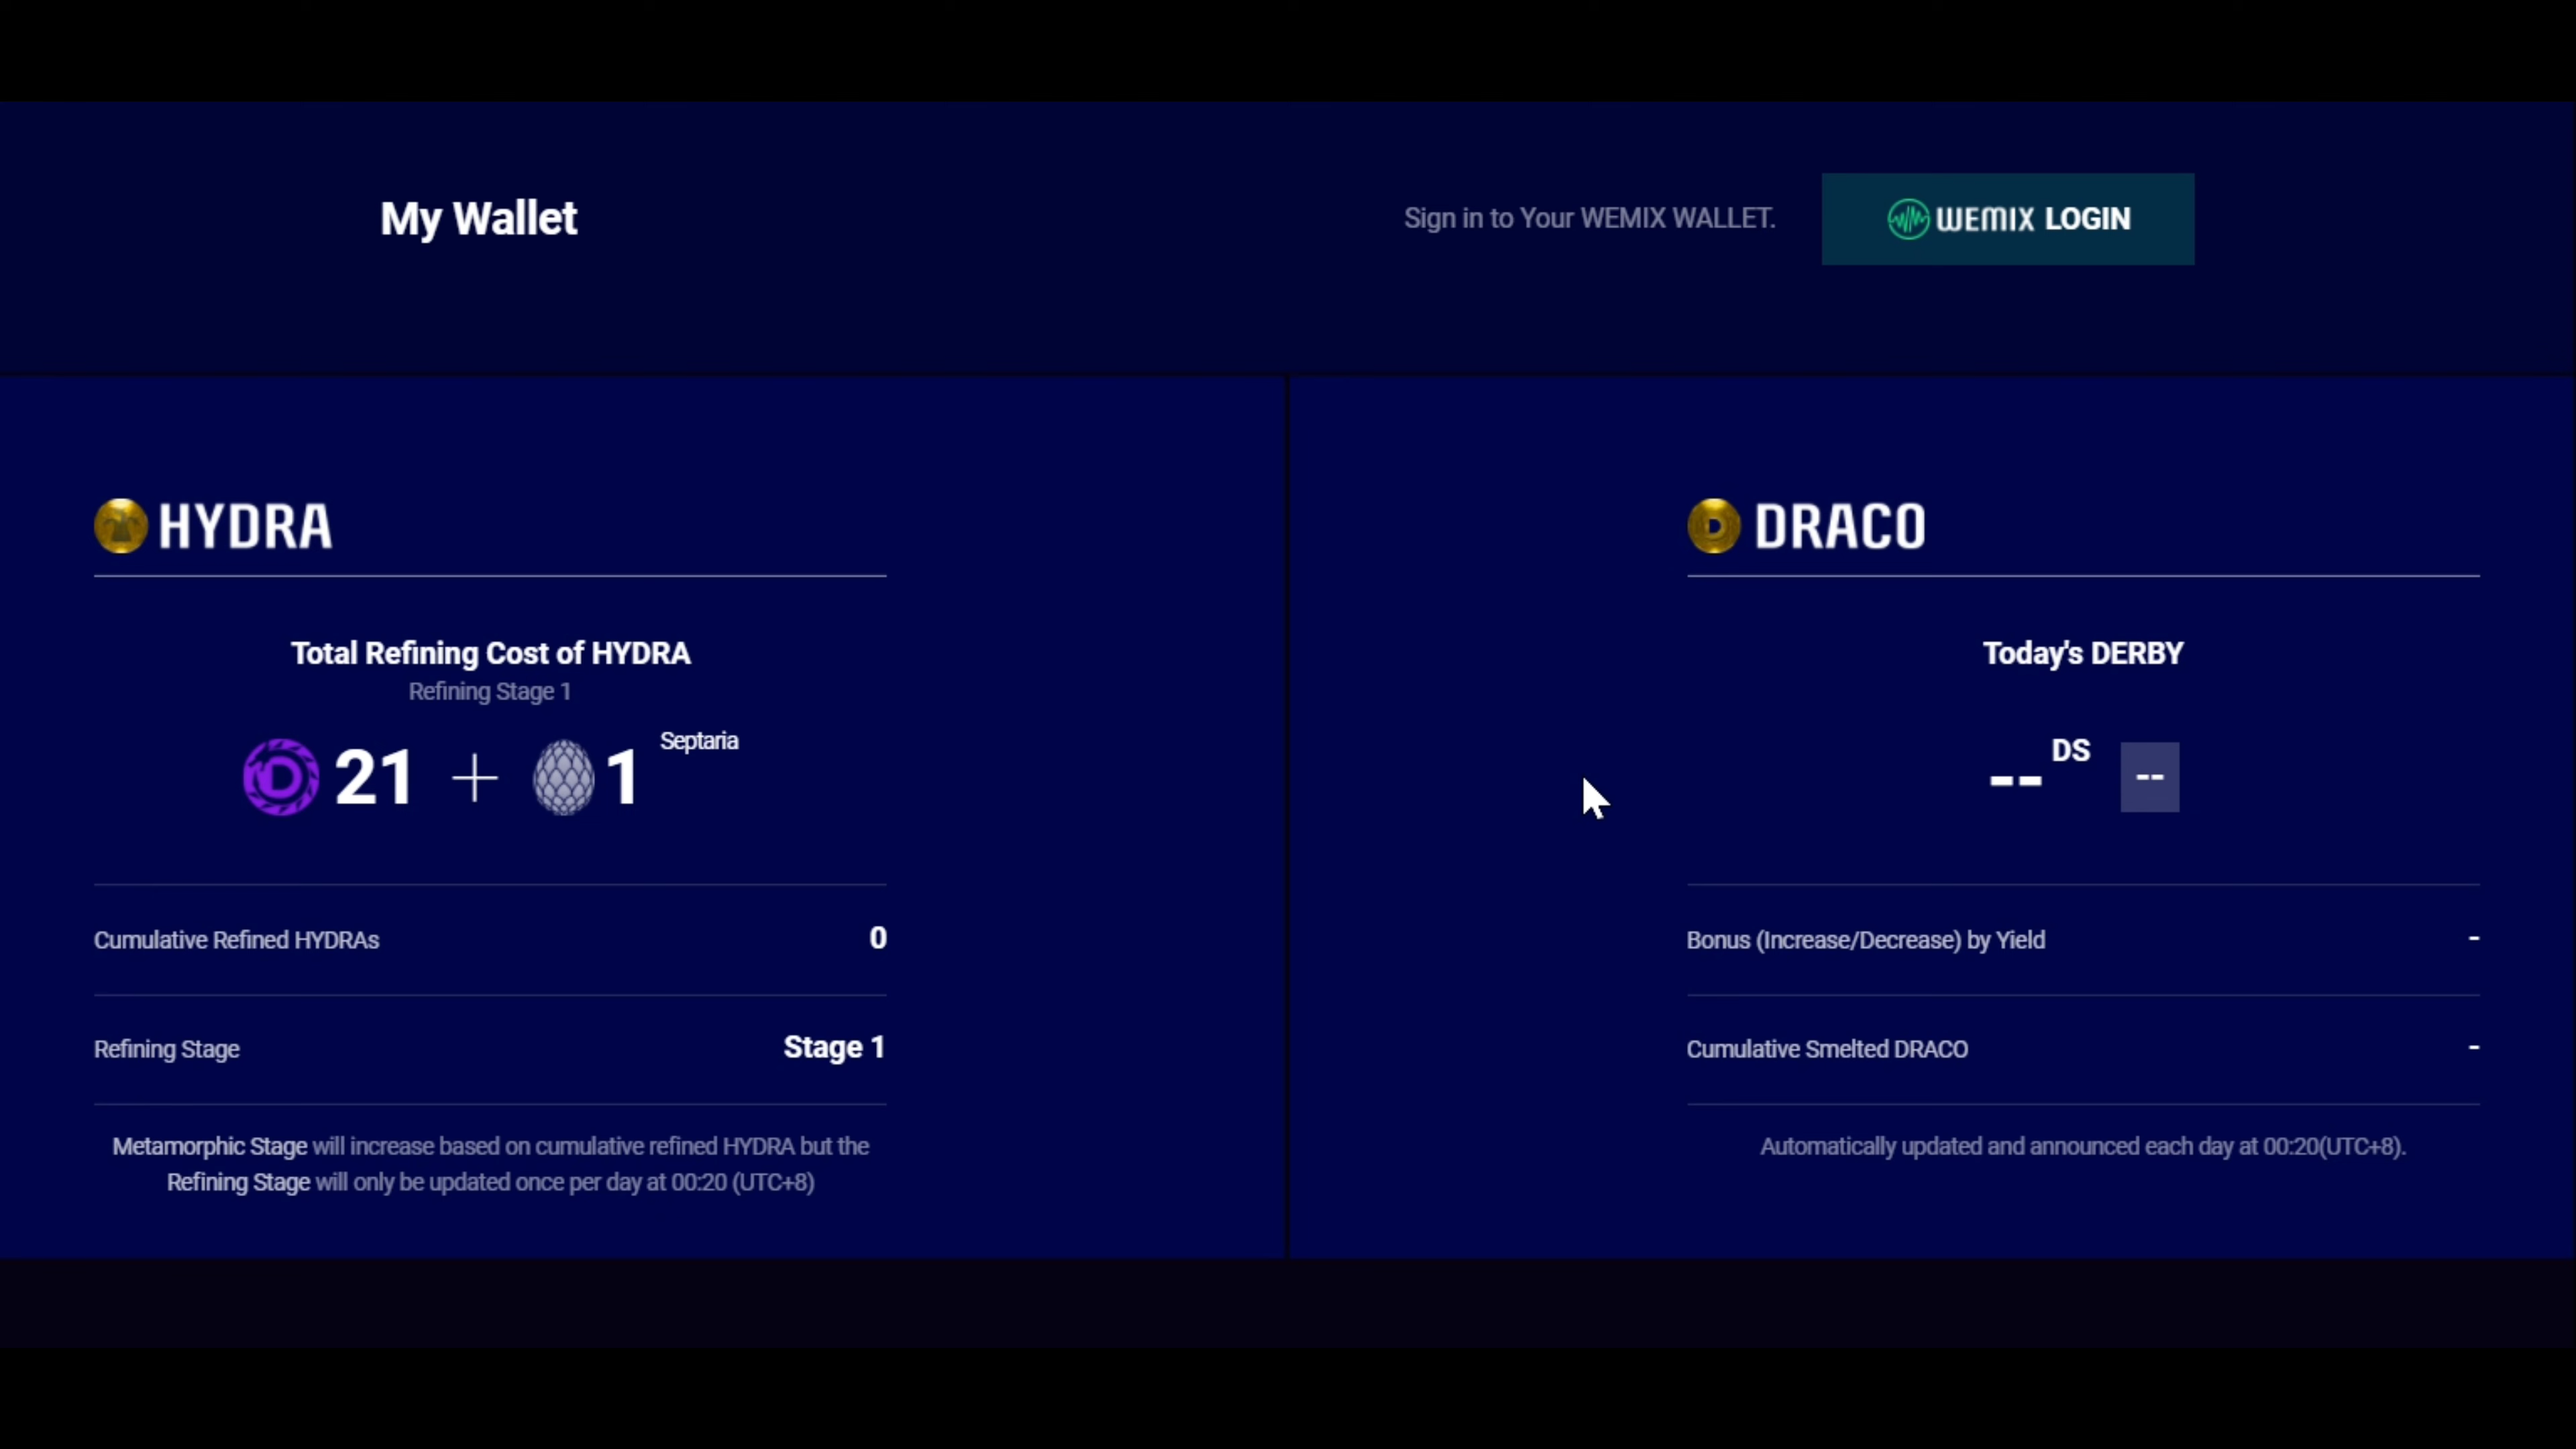 My Wallet
Sign in to Your WEMIX WALLET.
WEMIX LOGIN
HYDRA
Total Refining Cost of HYDRA
Refining Stage 1
D 21 + 1 Septaria
Cumulative Refined HYDRAs 0
Refining Stage Stage 1
Metamorphic Stage will increase based on cumulative refined HYDRA but the
Refining Stage will only be updated once per day at 00:20 (UTC+8)
D DRACO
Today's DERBY
-- DS --
Bonus (Increase/Decrease) by Yield -
Cumulative Smelted DRACO -
Automatically updated and announced each day at 00:20(UTC+8).